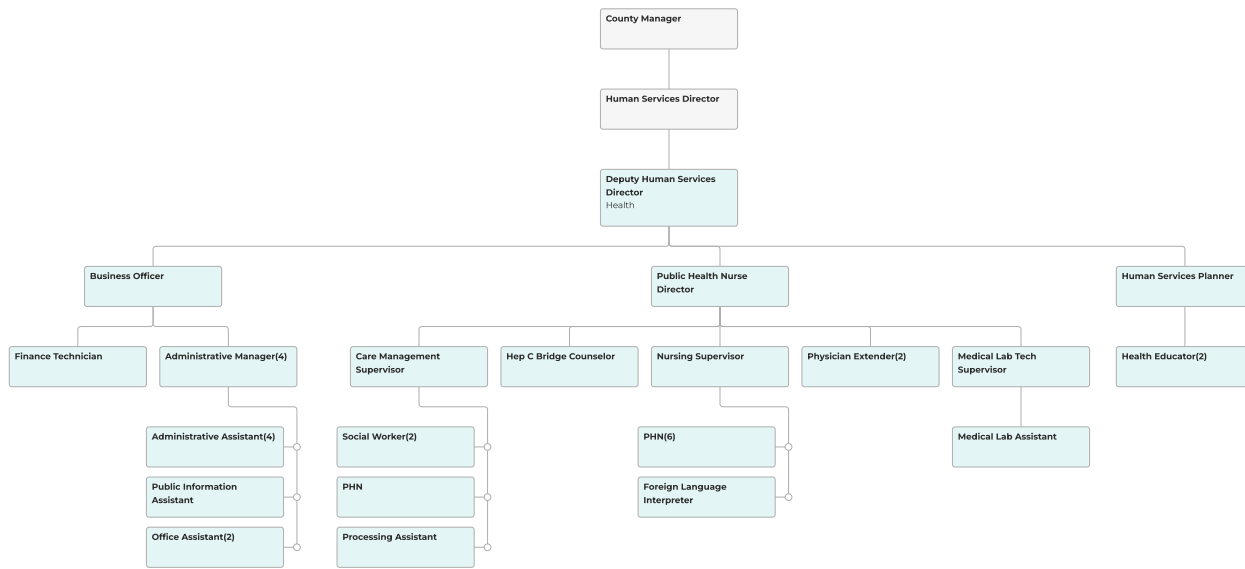 County Manager
Human Services Director
Deputy Human Services
Director
Health
Business Officer
Public Health Nurse
Director
Human Services Planner
Finance Technician
Administrative Manager(4)
Care Management
Supervisor
Hep C Bridge Counselor
Nursing Supervisor
Physician Extender(2)
Medical Lab Tech
Supervisor
Health Educator(2)
Administrative Assistant(4)
Social Worker(2)
PHN(6)
Medical Lab Assistant
Public Information
Assistant
PHN
Foreign Language
Interpreter
Office Assistant(2)
Processing Assistant